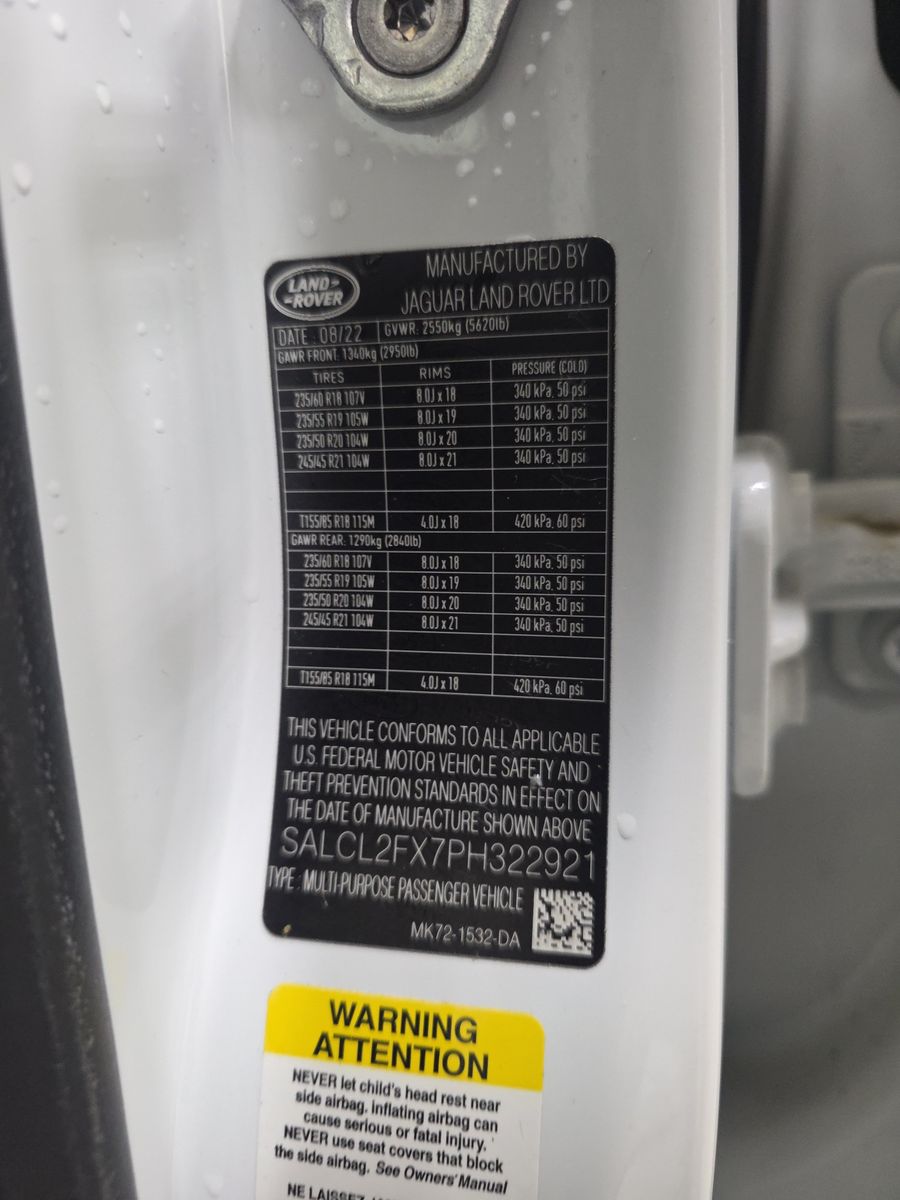 LAND-
-ROVER
MANUFACTURED BY
JAGUAR LAND ROVER LTD
DATE 08/22 GVWR: 2550kg (5620lb)
GAWR FRONT: 1340kg (2950lb)
TIRES RIMS PRESSURE (COLD)
235/60 R18 107V 8.0J x 18 340 kPa, 50 psi
235/55 R19 105W 8.0J x 19 340 kPa, 50 psi
235/50 R20 104W 8.0J x 20 340 kPa, 50 psi
245/45 R21 104W 8.0J x 21 340 kPa, 50 psi
T155/85 R18 115M 4.0J x 18 420 kPa, 60 psi
GAWR REAR: 1290kg (2840lb)
235/60 R18 107V 8.0J x 18 340 kPa, 50 psi
235/55 R19 105W 8.0J x 19 340 kPa, 50 psi
235/50 R20 104W 8.0J x 20 340 kPa, 50 psi
245/45 R21 104W 8.0J x 21 340 kPa, 50 psi
T155/85 R18 115M 4.0J x 18 420 kPa, 60 psi
THIS VEHICLE CONFORMS TO ALL APPLICABLE
U.S. FEDERAL MOTOR VEHICLE SAFETY AND
THEFT PREVENTION STANDARDS IN EFFECT ON
THE DATE OF MANUFACTURE SHOWN ABOVE
SALCL2FX7PH322921
TYPE : MULTI-PURPOSE PASSENGER VEHICLE
MK72-1532-DA
WARNING
ATTENTION
NEVER let child's head rest near
side airbag, inflating airbag can
cause serious or fatal injury.
NEVER use seat covers that block
the side airbag. See Owners' Manual
NE LAISSEZ